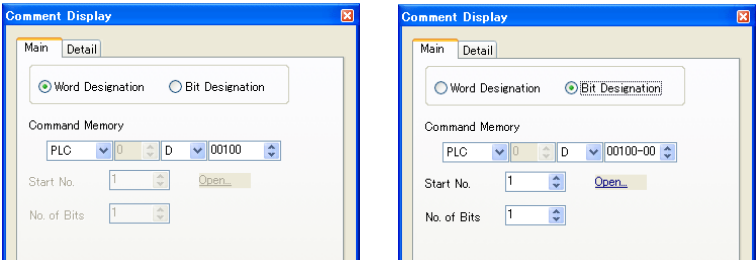 Comment Display
Main Detail
Word Designation Bit Designation
Command Memory
PLC 0 D 00100
Start No. 1 Open...
No. of Bits 1
Comment Display
Main Detail
Word Designation Bit Designation
Command Memory
PLC 0 D 00100-00
Start No. 1 Open...
No. of Bits 1